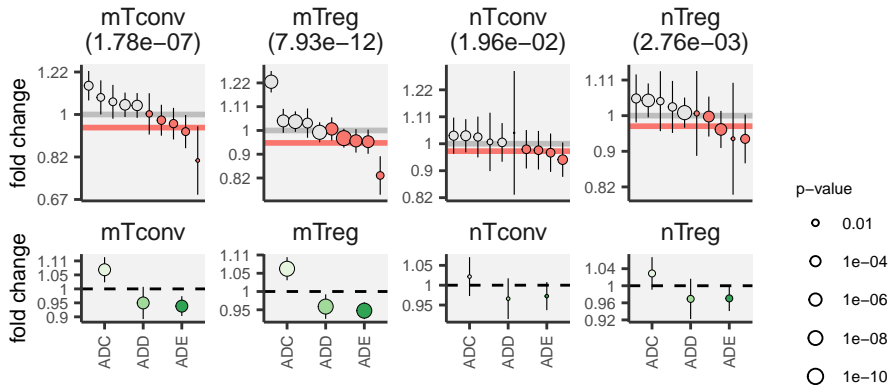 mTconv
(1.78e−07)
mTreg
(7.93e−12)
nTconv
(1.96e−02)
nTreg
(2.76e−03)
fold change
1.22
1
0.82
0.67
1.22
1.11
1
0.9
0.82
1.22
1.11
1
0.9
0.82
1.11
1
0.9
0.82
p−value
0.01
1e−04
1e−06
1e−08
1e−10
mTconv
mTreg
nTconv
nTreg
fold change
1.11
1.05
1
0.95
0.9
1.05
1
0.95
1.05
1
0.95
1.04
1
0.96
0.92
ADC
ADD
ADE
ADC
ADD
ADE
ADC
ADD
ADE
ADC
ADD
ADE